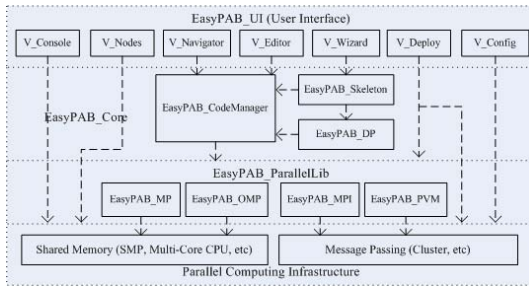 EasyPAB_UI (User Interface)
V_Console
V_Nodes
V_Navigator
V_Editor
V_Wizard
V_Deploy
V_Config
EasyPAB_Core
EasyPAB_CodeManager
EasyPAB_Skeleton
EasyPAB_DP
EasyPAB_ParallelLib
EasyPAB_MP
EasyPAB_OMP
EasyPAB_MPI
EasyPAB_PVM
Shared Memory (SMP, Multi-Core CPU, etc)
Message Passing (Cluster, etc)
Parallel Computing Infrastructure